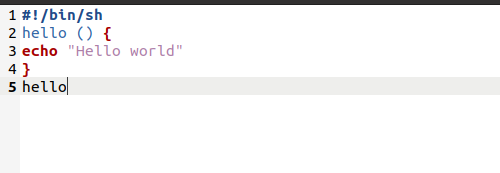 1 #!/bin/sh
2 hello () {
3 echo "Hello world"
4 }
5 hello